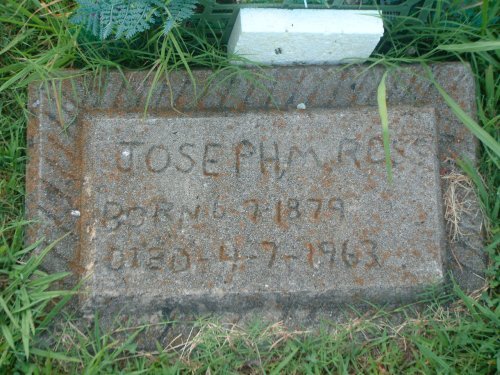 JOSEPH, M. ROSS
BORN 6-7-1879
DIED-4-7-1963